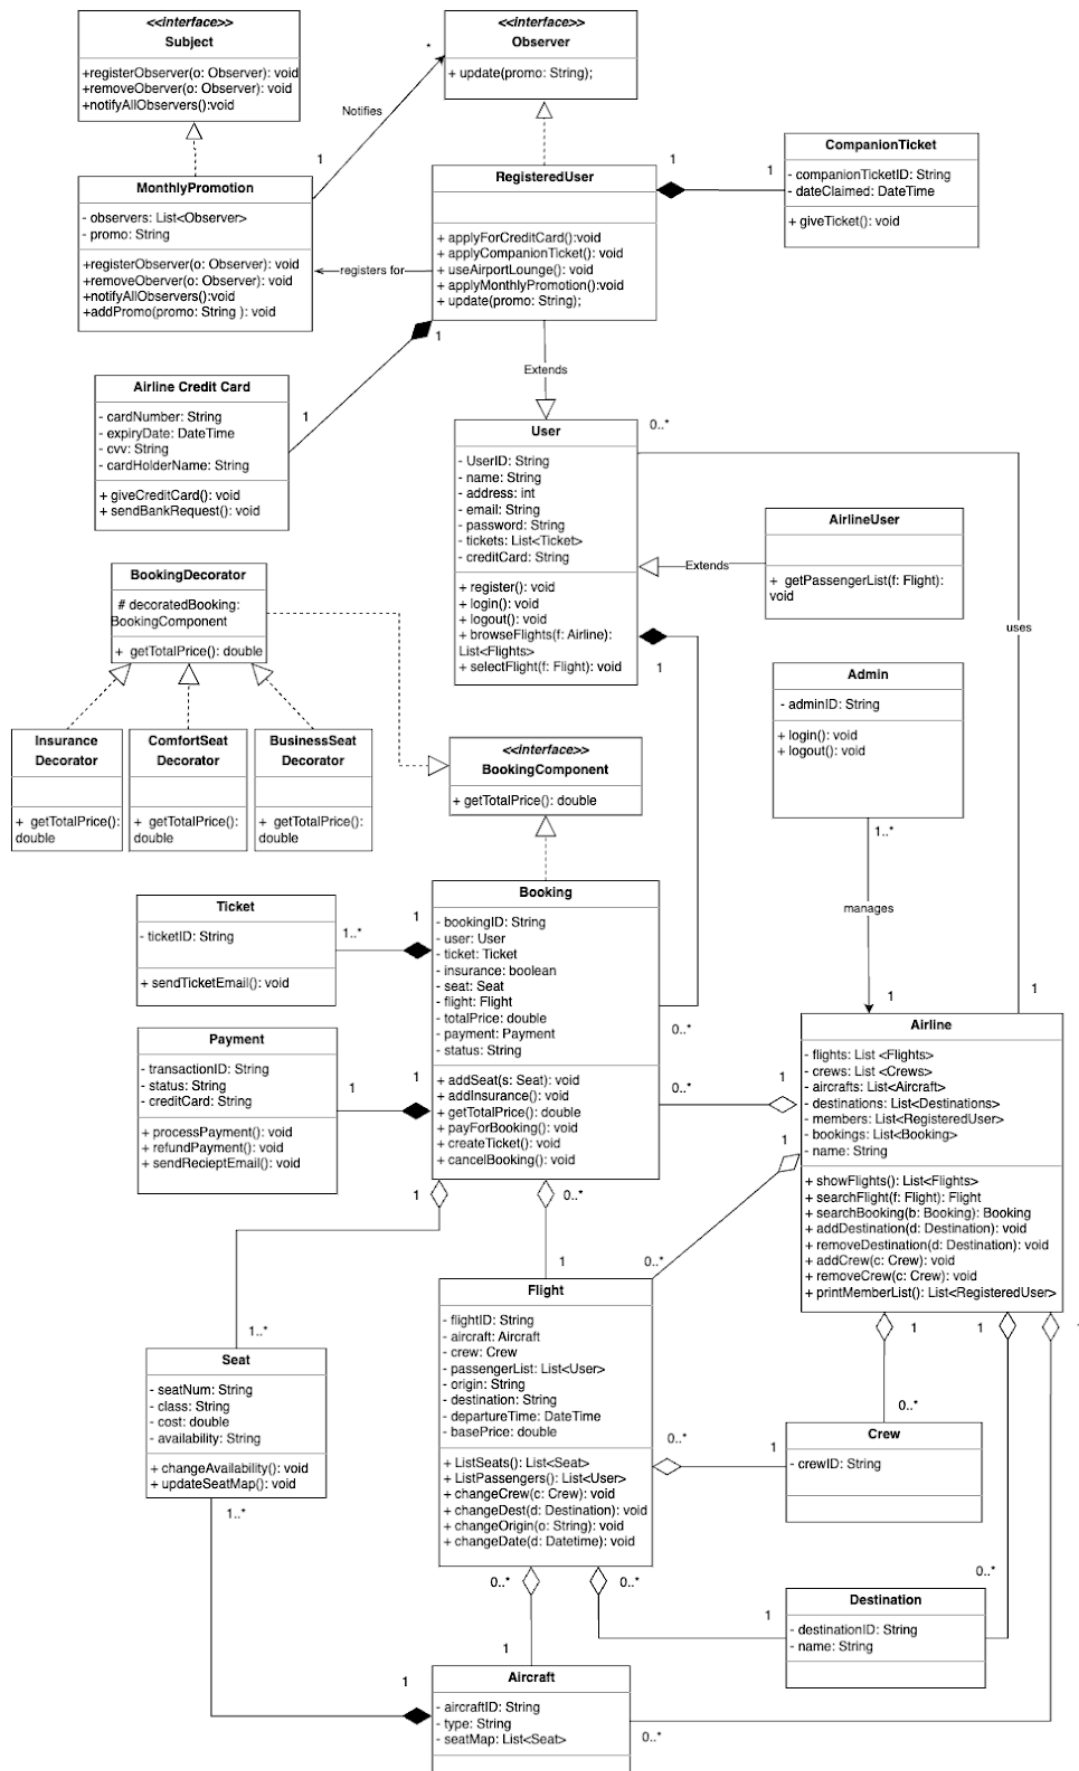 <<interface>>
Subject
+registerObserver(o: Observer): void
+removeOberver(o: Observer): void
+notifyAllObservers():void
<<interface>>
Observer
+ update(promo: String);
*
Notifies
1
MonthlyPromotion
- observers: List<Observer>
- promo: String
+registerObserver(o: Observer): void
+removeOberver(o: Observer): void
+notifyAllObservers():void
+addPromo(promo: String ): void
registers for
RegisteredUser
+ applyForCreditCard():void
+ applyCompanionTicket(): void
+ useAirportLounge(): void
+ applyMonthlyPromotion():void
+ update(promo: String);
1
1
CompanionTicket
- companionTicketID: String
- dateClaimed: DateTime
+ giveTicket(): void
1
1
Airline Credit Card
- cardNumber: String
- expiryDate: DateTime
- cvv: String
- cardHolderName: String
+ giveCreditCard(): void
+ sendBankRequest(): void
Extends
User
- UserID: String
- name: String
- address: int
- email: String
- password: String
- tickets: List<Ticket>
- creditCard: String
+ register(): void
+ login(): void
+ logout(): void
+ browseFlights(f: Airline):
List<Flights>
+ selectFlight(f: Flight): void
0..*
Extends
AirlineUser
+ getPassengerList(f: Flight):
void
uses
1
BookingDecorator
# decoratedBooking:
BookingComponent
+ getTotalPrice(): double
Insurance
Decorator
+ getTotalPrice():
double
ComfortSeat
Decorator
+ getTotalPrice():
double
BusinessSeat
Decorator
+ getTotalPrice():
double
<<interface>>
BookingComponent
+ getTotalPrice(): double
Admin
- adminID: String
+ login(): void
+ logout(): void
1..*
manages
1
1
Ticket
- ticketID: String
+ sendTicketEmail(): void
1..*
1
Booking
- bookingID: String
- user: User
- ticket: Ticket
- insurance: boolean
- seat: Seat
- flight: Flight
- totalPrice: double
- payment: Payment
- status: String
+ addSeat(s: Seat): void
+ addInsurance(): void
+ getTotalPrice(): double
+ payForBooking(): void
+ createTicket(): void
+ cancelBooking(): void
0..*
0..*
1
1
Payment
- transactionID: String
- status: String
- creditCard: String
+ processPayment(): void
+ refundPayment(): void
+ sendRecieptEmail(): void
1
1
Airline
- flights: List <Flights>
- crews: List <Crews>
- aircrafts: List<Aircraft>
- destinations: List<Destinations>
- members: List<RegisteredUser>
- bookings: List<Booking>
- name: String
+ showFlights(): List<Flights>
+ searchFlight(f: Flight): Flight
+ searchBooking(b: Booking): Booking
+ addDestination(d: Destination): void
+ removeDestination(d: Destination): void
+ addCrew(c: Crew): void
+ removeCrew(c: Crew): void
+ printMemberList(): List<RegisteredUser>
1
0..*
1
0..*
1
1
1
1..*
Seat
- seatNum: String
- class: String
- cost: double
- availability: String
+ changeAvailability(): void
+ updateSeatMap(): void
1..*
Flight
- flightID: String
- aircraft: Aircraft
- crew: Crew
- passengerList: List<User>
- origin: String
- destination: String
- departureTime: DateTime
- basePrice: double
+ ListSeats(): List<Seat>
+ ListPassengers(): List<User>
+ changeCrew(c: Crew): void
+ changeDest(d: Destination): void
+ changeOrigin(o: String): void
+ changeDate(d: Datetime): void
0..*
0..*
1
Crew
- crewID: String
0..*
0..*
0..*
1
Destination
- destinationID: String
- name: String
1
1
Aircraft
- aircraftID: String
- type: String
- seatMap: List<Seat>
0..*